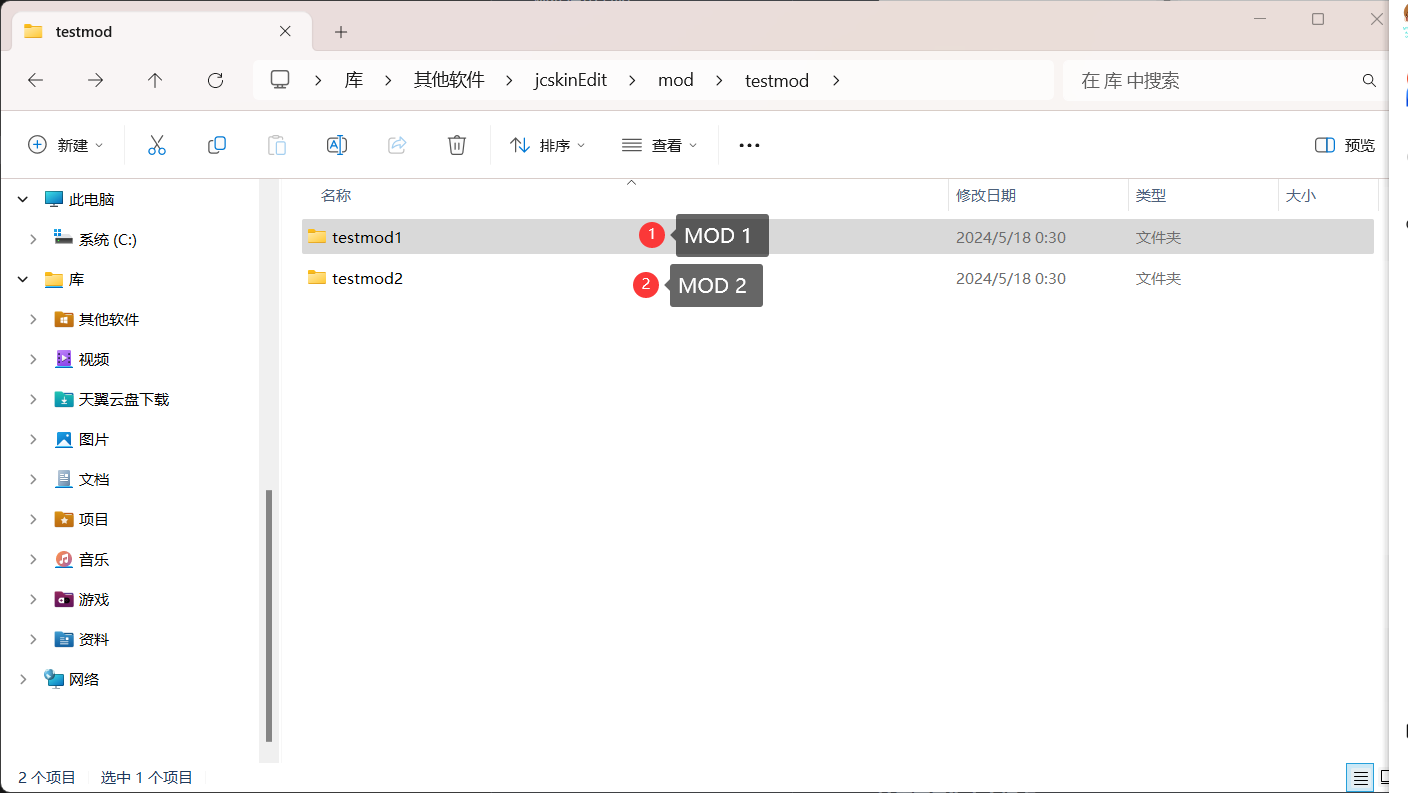 testmod
库 其他软件 jcskinEdit mod testmod
在 库 中搜索
新建 排序 查看 预览
此电脑
系统 (C:)
库
其他软件
视频
天翼云盘下载
图片
文档
项目
音乐
游戏
资料
网络
名称 修改日期 类型 大小
testmod1 1 MOD 1 2024/5/18 0:30 文件夹
testmod2 2 MOD 2 2024/5/18 0:30 文件夹
2 个项目 选中 1 个项目